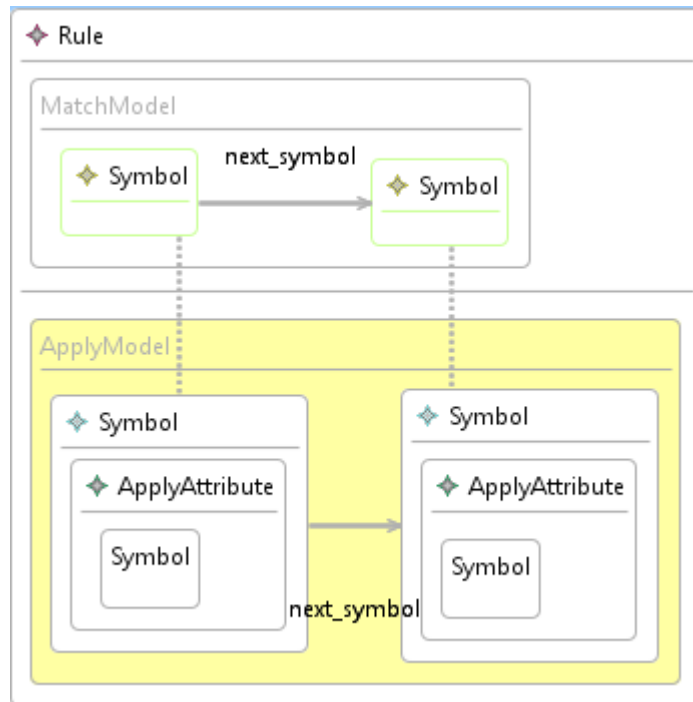 Rule
MatchModel
next_symbol
Symbol
Symbol
ApplyModel
Symbol
Symbol
ApplyAttribute
ApplyAttribute
Symbol
Symbol
next_symbol